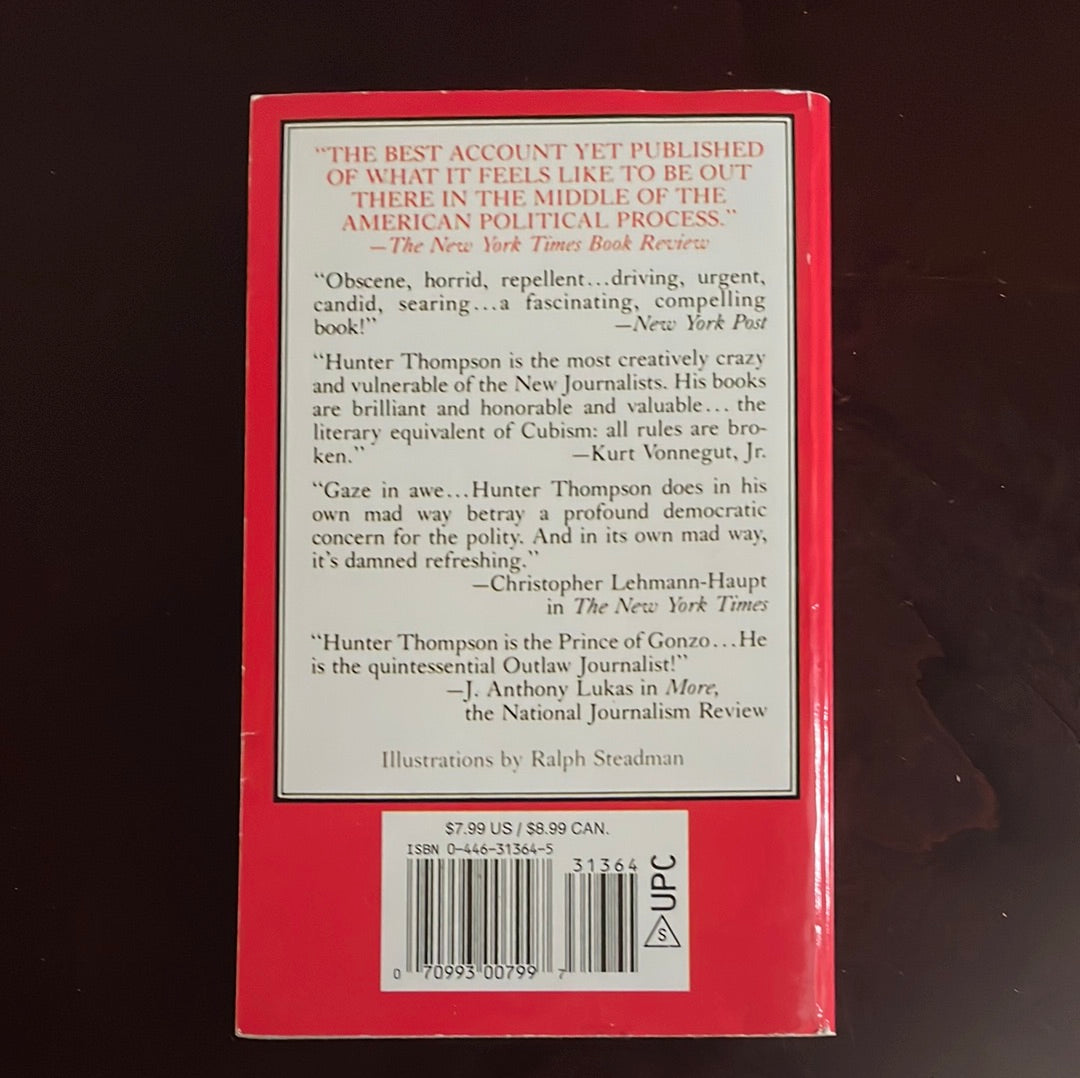 “THE BEST ACCOUNT YET PUBLISHED
OF WHAT IT FEELS LIKE TO BE OUT
THERE IN THE MIDDLE OF THE
AMERICAN POLITICAL PROCESS.”
—The New York Times Book Review
“Obscene, horrid, repellent...driving, urgent,
candid, searing...a fascinating, compelling
book!” —New York Post
“Hunter Thompson is the most creatively crazy
and vulnerable of the New Journalists. His books
are brilliant and honorable and valuable... the
literary equivalent of Cubism: all rules are bro-
ken.” —Kurt Vonnegut, Jr.
“Gaze in awe...Hunter Thompson does in his
own mad way betray a profound democratic
concern for the polity. And in its own mad way,
it’s damned refreshing.”
—Christopher Lehmann-Haupt
in The New York Times
“Hunter Thompson is the Prince of Gonzo...He
is the quintessential Outlaw Journalist!”
—J. Anthony Lukas in More,
the National Journalism Review
Illustrations by Ralph Steadman
$7.99 US / $8.99 CAN.
ISBN 0-446-31364-5
31364
UPC
S
0 70993 00799 7